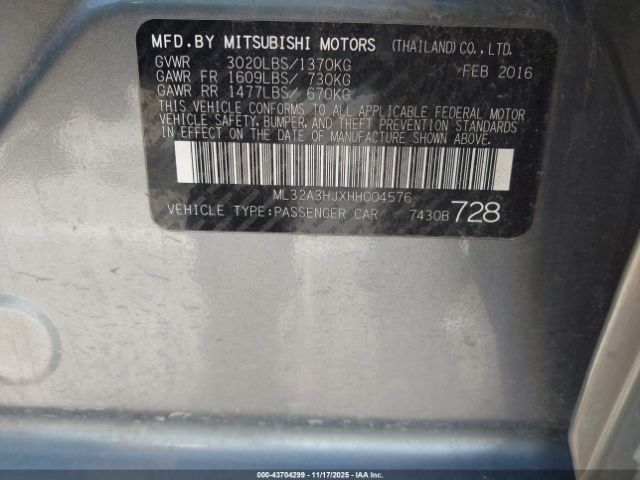 MFD.BY MITSUBISHI MOTORS (THAILAND) CO., LTD.
GVWR 3020LBS/1370KG FEB 2016
GAWR FR 1609LBS/ 730KG
GAWR RR 1477LBS/ 670KG
THIS VEHICLE CONFORMS TO ALL APPLICABLE FEDERAL MOTOR
VEHICLE SAFETY, BUMPER, AND THEFT PREVENTION STANDARDS
IN EFFECT ON THE DATE OF MANUFACTURE SHOWN ABOVE.
ML32A3HJXHH004576
VEHICLE TYPE:PASSENGER CAR 7430B 728
000-43704299 - 11/17/2025 - IAAI.COM